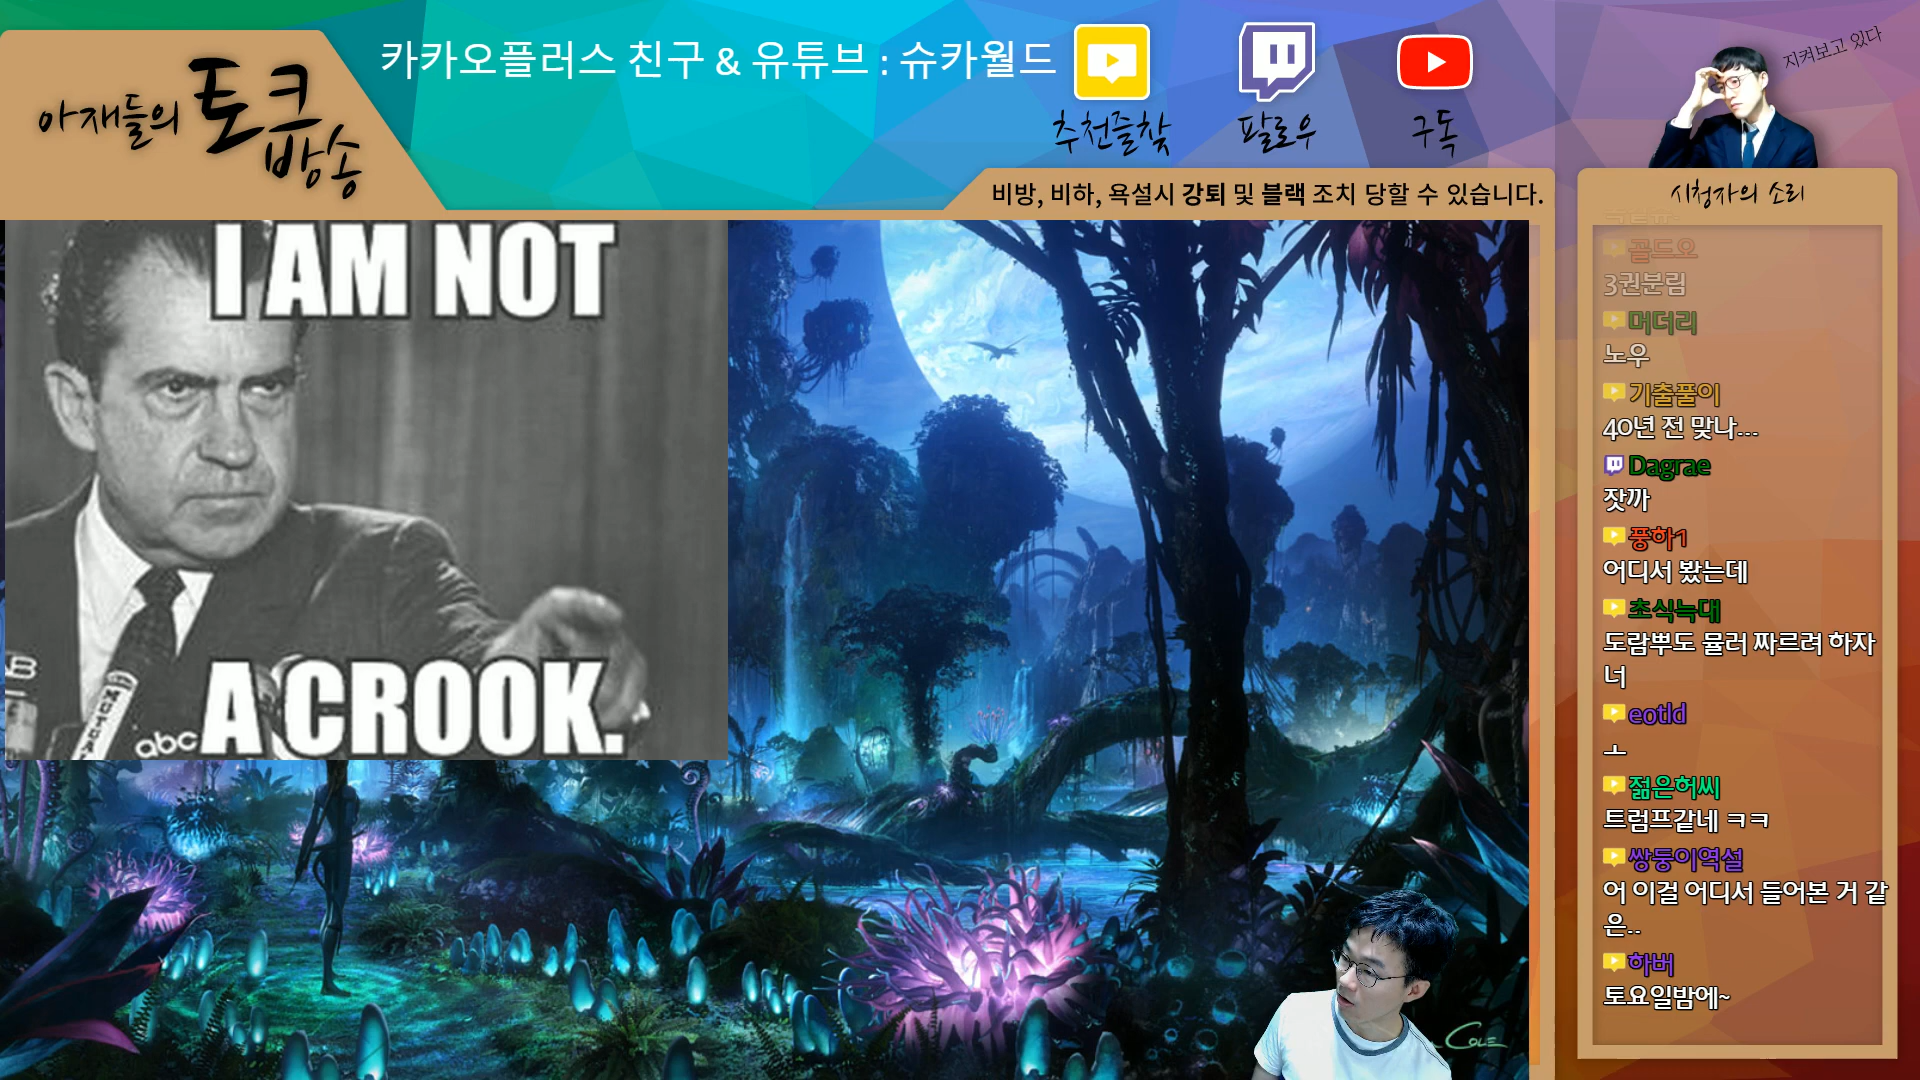 아재들의 토크
방송
카카오플러스 친구 & 유튜브 : 슈카월드
추천즐찾
팔로우
구독
지켜보고 있다
비방, 비하, 욕설시 강퇴 및 블랙 조치 당할 수 있습니다.
시청자의 소리
I AM NOT
A CROOK.
abc
골드오
3권분립
머더리
노우
기출풀이
40년 전 맞나...
Dagrae
잣까
풍하1
어디서 봤는데
초식늑대
도람뿌도 뮬러 짜르려 하자
너
eotld
ㅗ
젊은허씨
트럼프같네 ㅋㅋ
쌍둥이역설
어 이걸 어디서 들어본 거 같
은..
하버
토요일밤에~
COLE